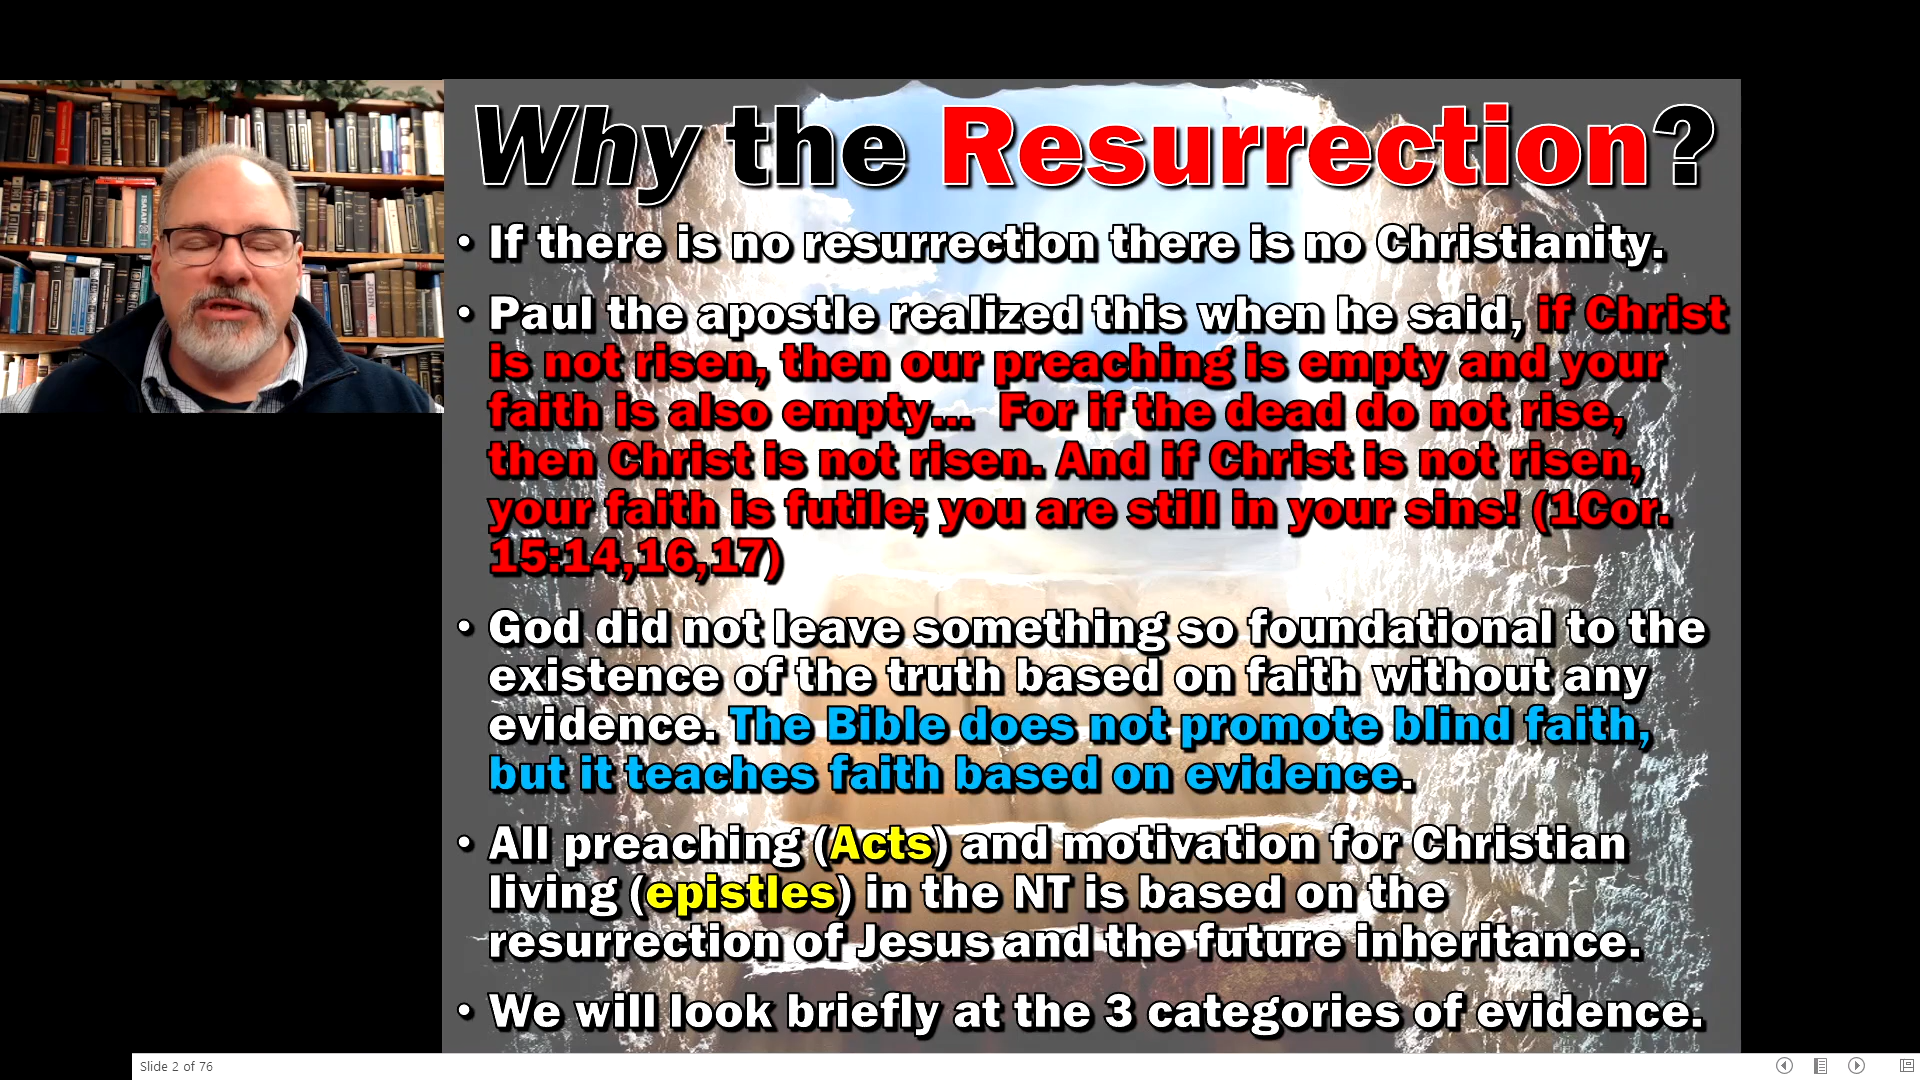 Why the Resurrection?
• If there is no resurrection there is no Christianity.
• Paul the apostle realized this when he said, if Christ
is not risen, then our preaching is empty and your
faith is also empty... For if the dead do not rise,
then Christ is not risen. And if Christ is not risen,
your faith is futile; you are still in your sins! (1Cor.
15:14,16,17)
• God did not leave something so foundational to the
existence of the truth based on faith without any
evidence. The Bible does not promote blind faith,
but it teaches faith based on evidence.
• All preaching (Acts) and motivation for Christian
living (epistles) in the NT is based on the
resurrection of Jesus and the future inheritance.
• We will look briefly at the 3 categories of evidence.
ISAIAH
JOHN
Slide 2 of 76